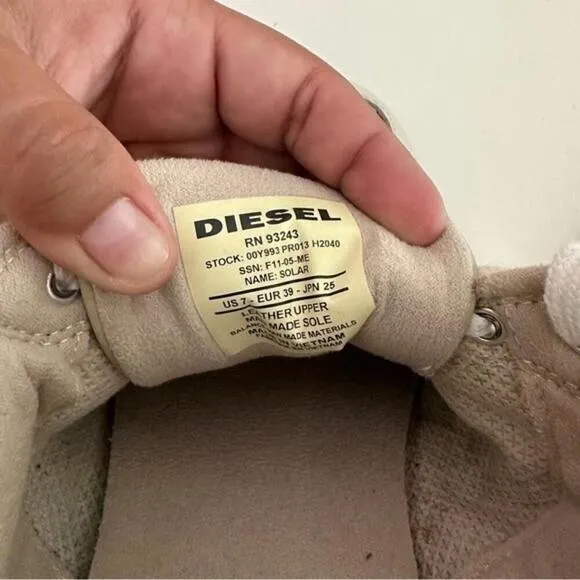 DIESEL
RN 93243
STOCK: 00Y993 PR013 H2040
SSN: F11-05-ME
NAME: SOLAR
US 7 - EUR 39 - JPN 25
LEATHER UPPER
MADE SOLE
BALANCE MAN MADE MATERIALS
MADE IN VIETNAM
VIETNAM